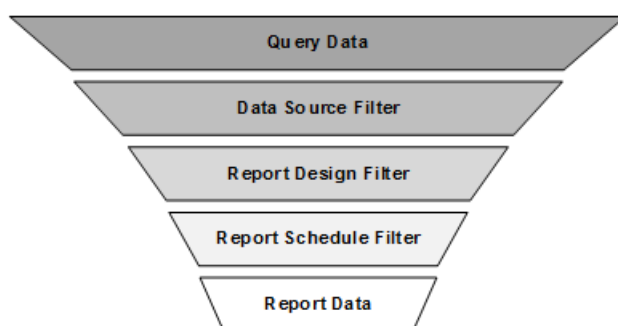 Query Data
Data Source Filter
Report Design Filter
Report Schedule Filter
Report Data